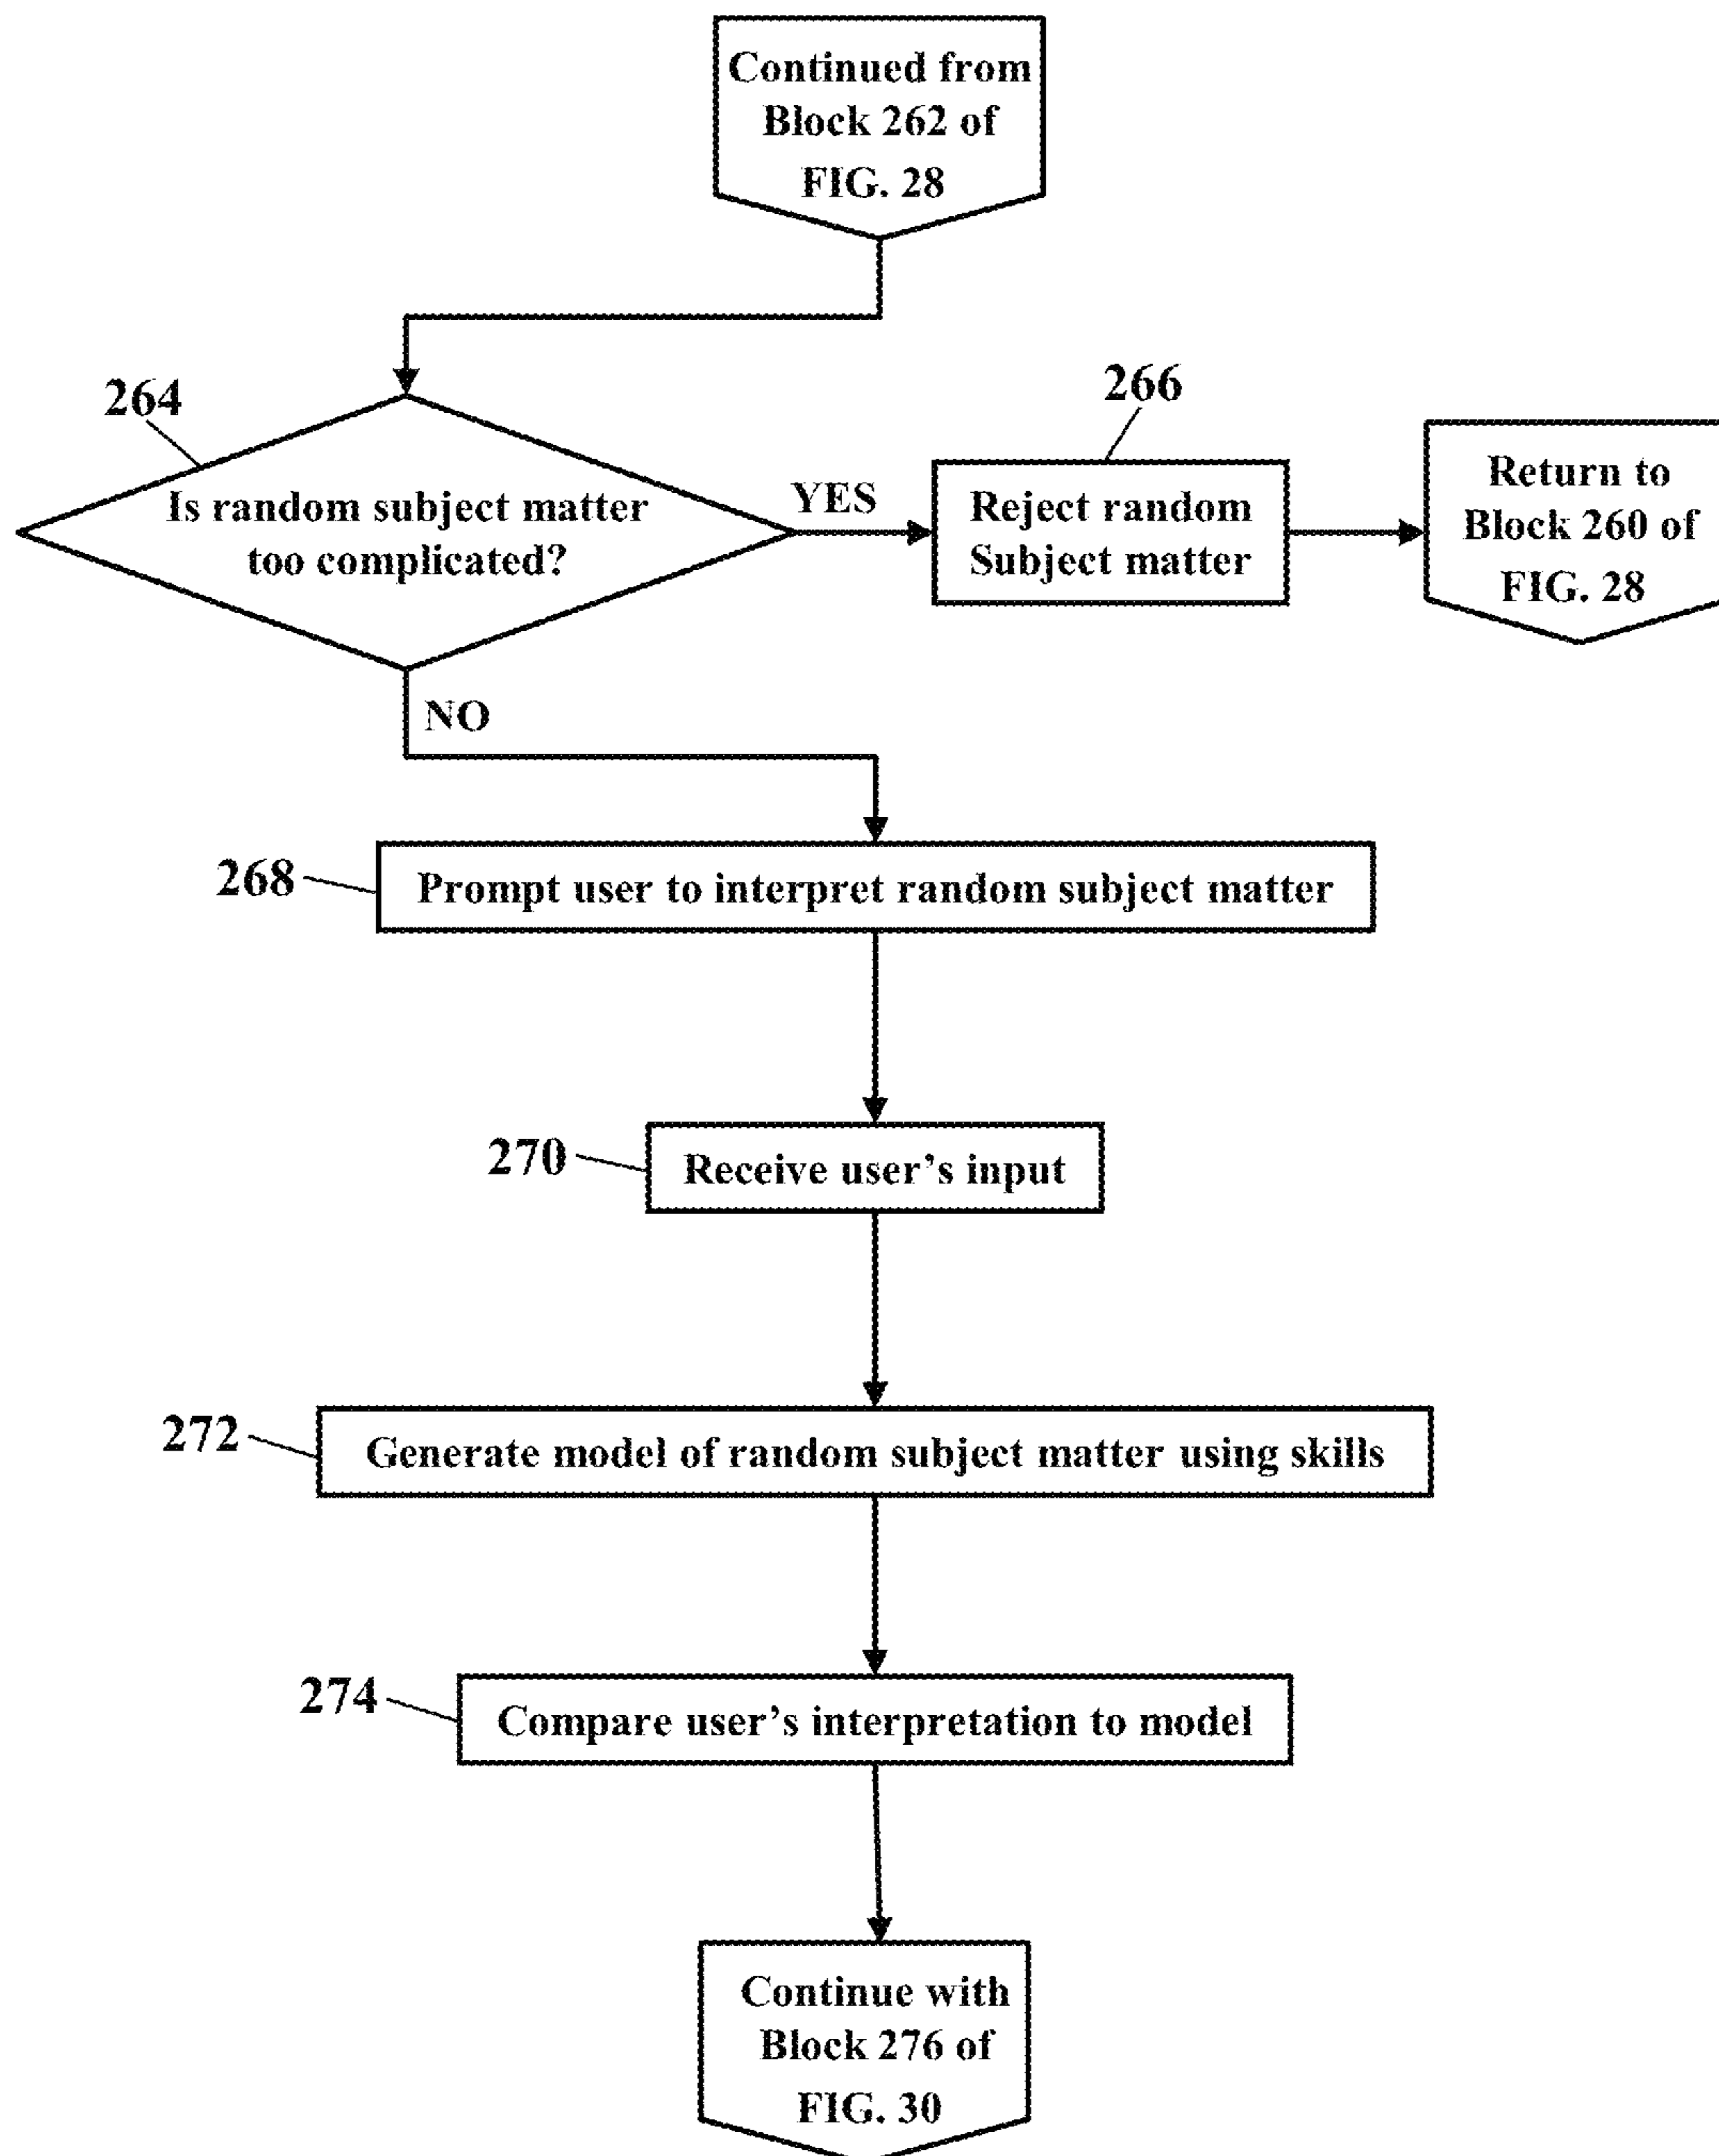 Continued from
Block 262 of
FIG. 28
264
266
Is random subject matter
too complicated?
YES
Reject random
Subject matter
Return to
Block 260 of
FIG. 28
NO
268
Prompt user to interpret random subject matter
270
Receive user’s input
272
Generate model of random subject matter using skills
274
Compare user’s interpretation to model
Continue with
Block 276 of
FIG. 30